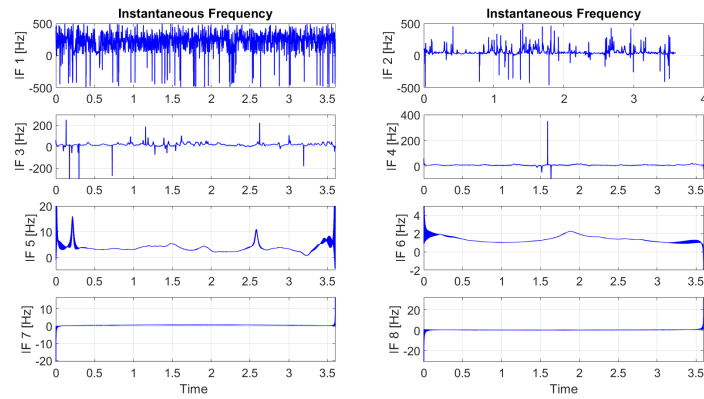 Instantaneous Frequency
IF 1 [Hz]
500
0
-500
0 0.5 1 1.5 2 2.5 3 3.5
Instantaneous Frequency
IF 2 [Hz]
500
0
-500
0 1 2 3 4
IF 3 [Hz]
200
0
-200
0 0.5 1 1.5 2 2.5 3 3.5
IF 4 [Hz]
400
200
0
0 0.5 1 1.5 2 2.5 3 3.5
IF 5 [Hz]
20
10
0
0 0.5 1 1.5 2 2.5 3 3.5
IF 6 [Hz]
6
4
2
0
-2
0 0.5 1 1.5 2 2.5 3 3.5
IF 7 [Hz]
10
0
-10
-20
0 0.5 1 1.5 2 2.5 3 3.5
Time
IF 8 [Hz]
20
0
-20
0 0.5 1 1.5 2 2.5 3 3.5
Time